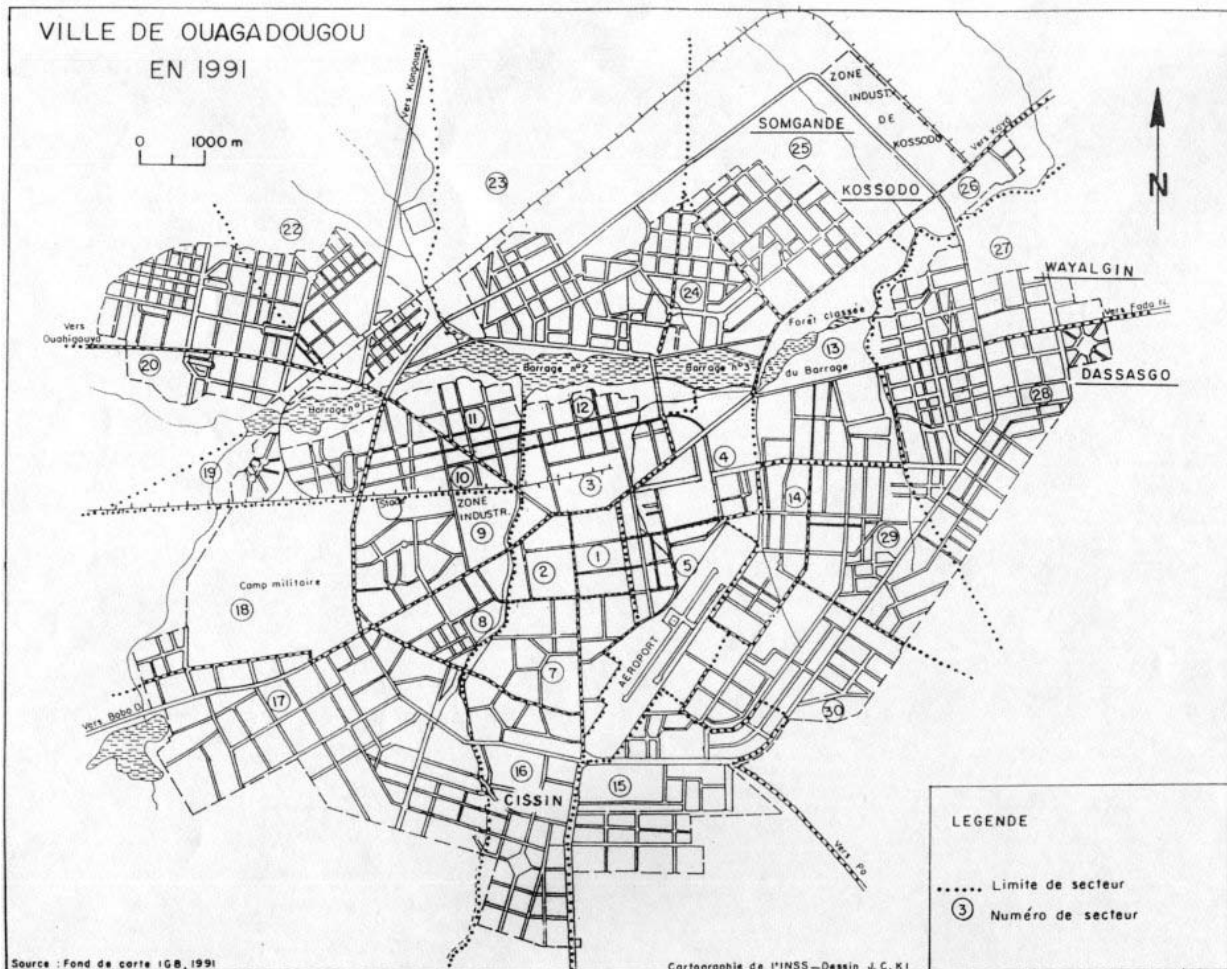 VILLE DE OUAGADOUGOU
EN 1991
0 1000 m
Vers Kongoussi
N
ZONE
INDUST.
DE
KOSSODO
SOMGANDE
25
KOSSODO
Vers Kaya
26
23
22
27
WAYALGIN
24
Forêt classée
Vers Fada N.
Vers
Ouahigouya
13
du Barrage
20
Barrage n°2
Barrage n°3
DASSASGO
28
Barrage n°1
11
12
19
10
3
4
Stade
ZONE
INDUSTR.
9
14
29
2
1
5
Camp militaire
18
8
AEROPORT
7
17
30
Vers Bobo D.
16
CISSIN
15
Vers Po
LEGENDE
Limite de secteur
3 Numéro de secteur
Source : Fond de carte IGB, 1991
Cartographie de l'INSS - Dessin J.C. KI